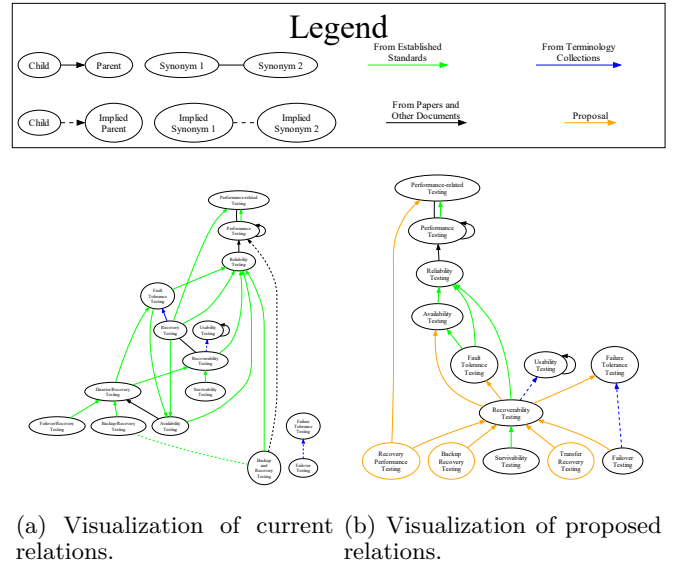 Legend
From Established
Standards
From Terminology
Collections
Child
Parent
Synonym 1
Synonym 2
From Papers and
Other Documents
Proposal
Child
Implied
Parent
Implied
Synonym 1
Implied
Synonym 2
Performance-related
Testing
Performance
Testing
Reliability
Testing
Fault
Tolerance
Testing
Recovery
Testing
Usability
Testing
Recoverability
Testing
Disaster/Recovery
Testing
Survivability
Testing
Failover/Recovery
Testing
Backup/Recovery
Testing
Availability
Testing
Failure
Tolerance
Testing
Backup
and
Recovery
Testing
Failover
Testing
(a) Visualization of current
relations.
Performance-related
Testing
Performance
Testing
Reliability
Testing
Availability
Testing
Fault
Tolerance
Testing
Usability
Testing
Failure
Tolerance
Testing
Recoverability
Testing
Recovery
Performance
Testing
Backup
Recovery
Testing
Survivability
Testing
Transfer
Recovery
Testing
Failover
Testing
(b) Visualization of proposed
relations.